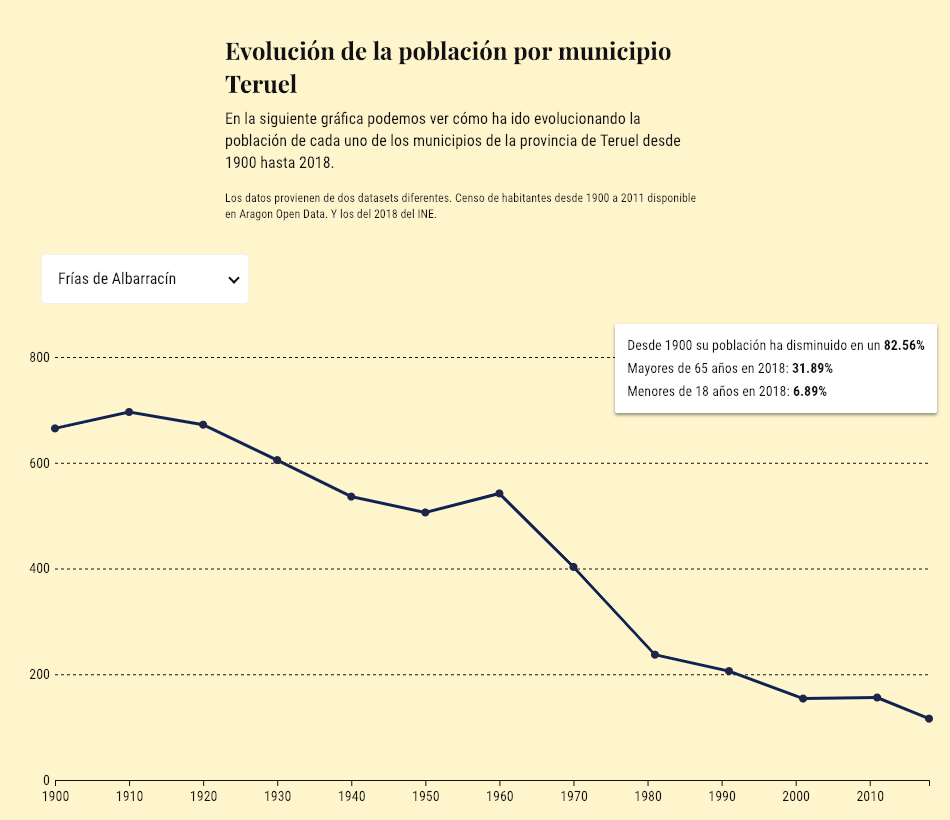 Evolución de la población por municipio
Teruel
En la siguiente gráfica podemos ver cómo ha ido evolucionando la
población de cada uno de los municipios de la provincia de Teruel desde
1900 hasta 2018.
Los datos provienen de dos datasets diferentes. Censo de habitantes desde 1900 a 2011 disponible
en Aragon Open Data. Y los del 2018 del INE.
Frías de Albarracín
Desde 1900 su población ha disminuido en un 82.56%
Mayores de 65 años en 2018: 31.89%
Menores de 18 años en 2018: 6.89%
800
600
400
200
0
1900 1910 1920 1930 1940 1950 1960 1970 1980 1990 2000 2010